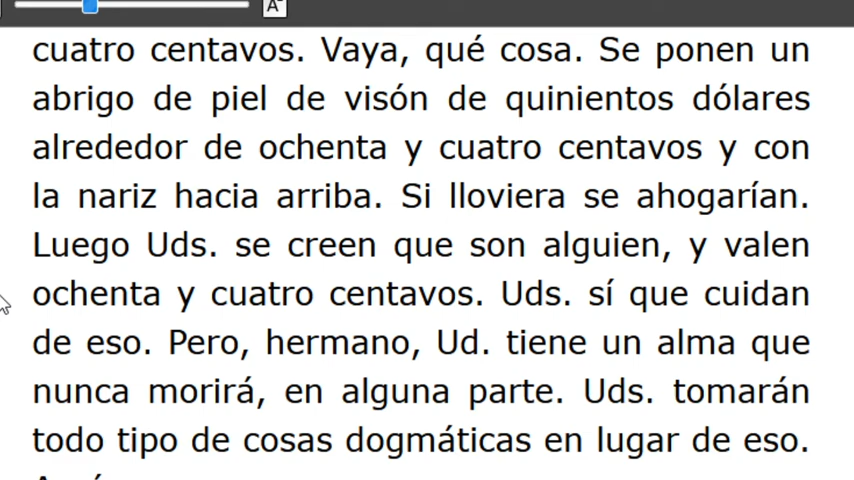 A
cuatro centavos. Vaya, qué cosa. Se ponen un
abrigo de piel de visón de quinientos dólares
alrededor de ochenta y cuatro centavos y con
la nariz hacia arriba. Si lloviera se ahogarían.
Luego Uds. se creen que son alguien, y valen
ochenta y cuatro centavos. Uds. sí que cuidan
de eso. Pero, hermano, Ud. tiene un alma que
nunca morirá, en alguna parte. Uds. tomarán
todo tipo de cosas dogmáticas en lugar de eso.